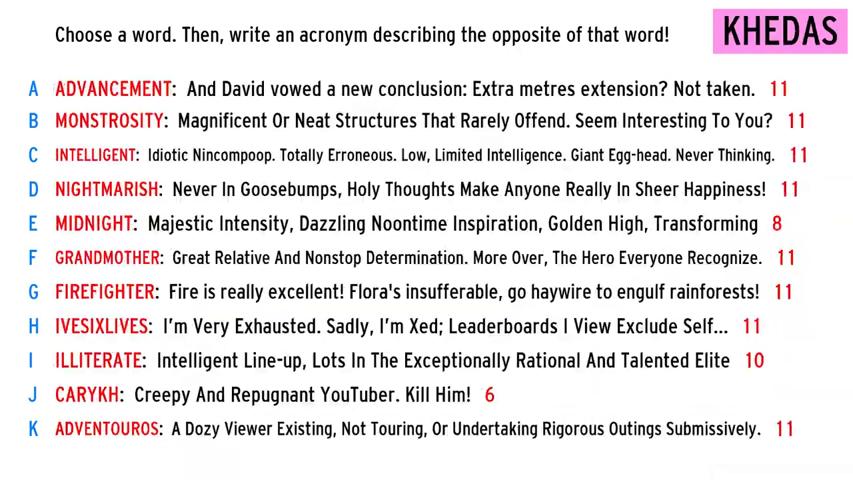 Choose a word. Then, write an acronym describing the opposite of that word!
KHEDAS
A ADVANCEMENT: And David vowed a new conclusion: Extra metres extension? Not taken. 11
B MONSTROSITY: Magnificent Or Neat Structures That Rarely Offend. Seem Interesting To You? 11
C INTELLIGENT: Idiotic Nincompoop. Totally Erroneous. Low, Limited Intelligence. Giant Egg-head. Never Thinking. 11
D NIGHTMARISH: Never In Goosebumps, Holy Thoughts Make Anyone Really In Sheer Happiness! 11
E MIDNIGHT: Majestic Intensity, Dazzling Noontime Inspiration, Golden High, Transforming 8
F GRANDMOTHER: Great Relative And Nonstop Determination. More Over, The Hero Everyone Recognize. 11
G FIREFIGHTER: Fire is really excellent! Flora's insufferable, go haywire to engulf rainforests! 11
H IVESIXLIVES: I'm Very Exhausted. Sadly, I'm Xed; Leaderboards I View Exclude Self... 11
I ILLITERATE: Intelligent Line-up, Lots In The Exceptionally Rational And Talented Elite 10
J CARYKH: Creepy And Repugnant YouTuber. Kill Him! 6
K ADVENTOUROS: A Dozy Viewer Existing, Not Touring, Or Undertaking Rigorous Outings Submissively. 11